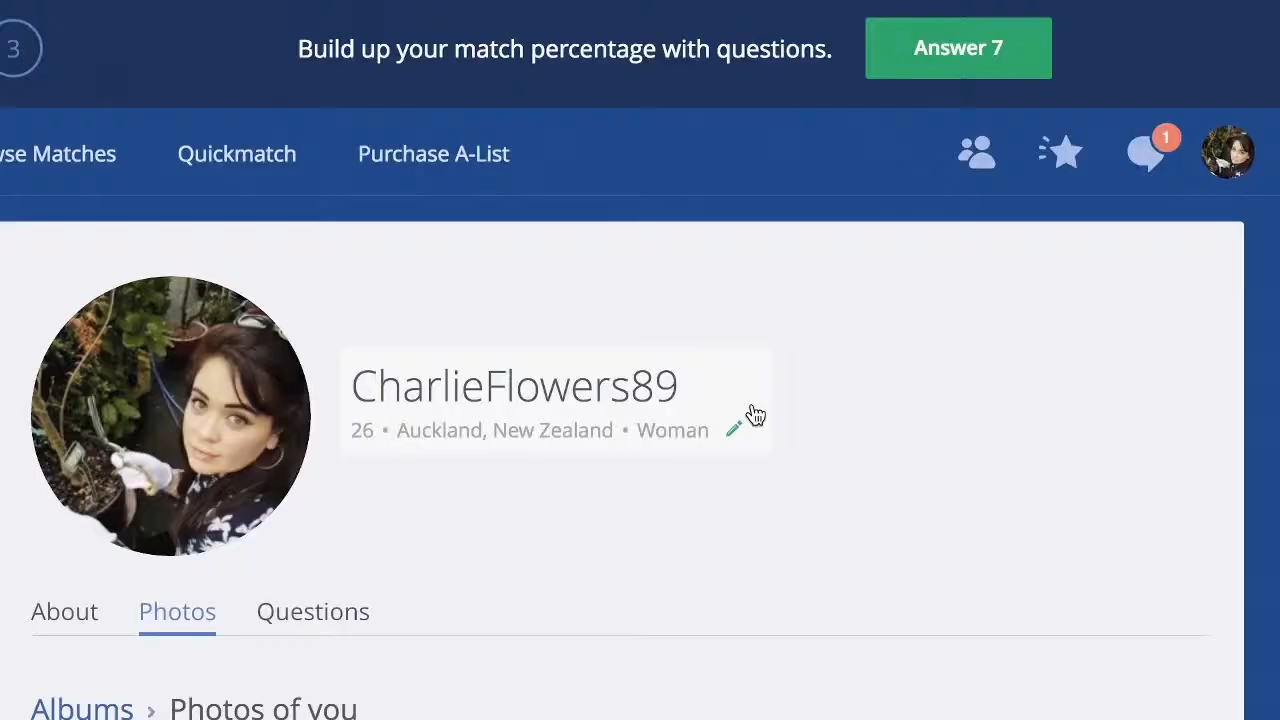 3
Build up your match percentage with questions.
Answer 7
wse Matches
Quickmatch
Purchase A-List
1
CharlieFlowers89
26 • Auckland, New Zealand • Woman
About
Photos
Questions
Albums › Photos of you